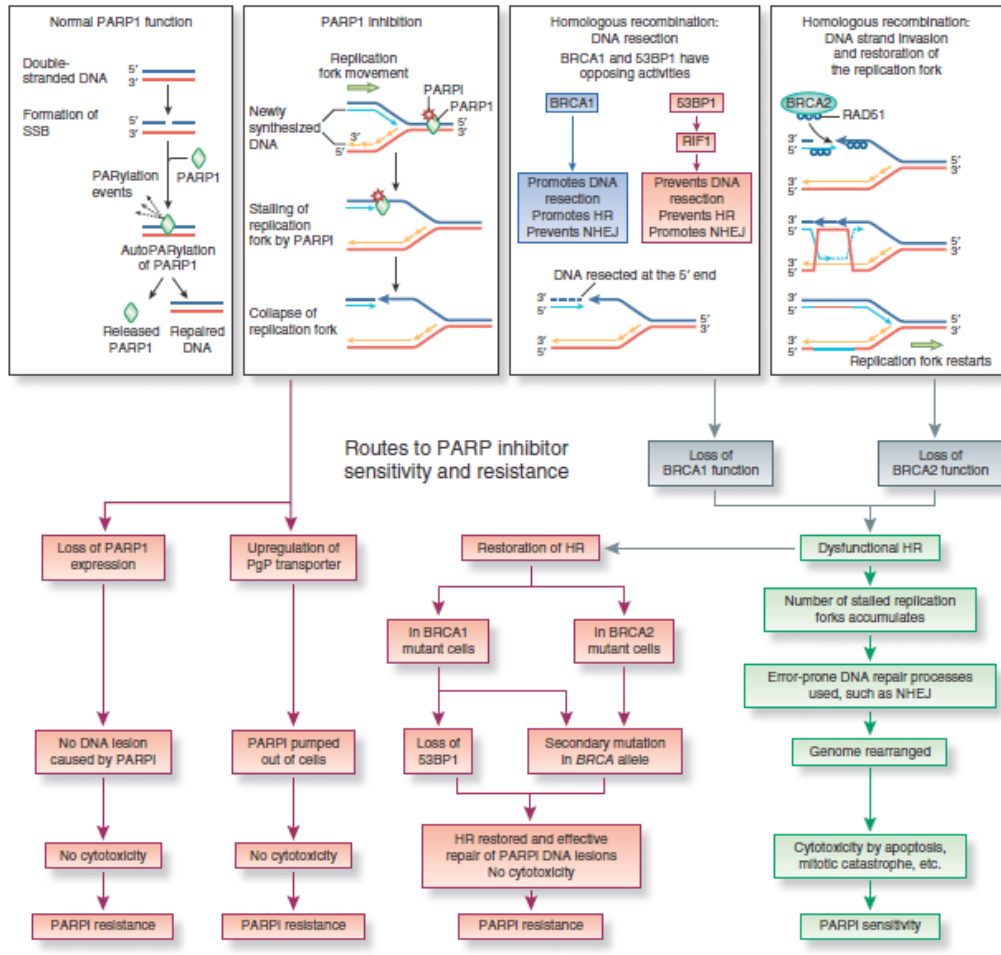 Normal PARP1 function
Double-
stranded DNA
5′
3′
Formation of
SSB
5′
3′
PARylation
events
PARP1
AutoPARylation
of PARP1
Released
PARP1
Repaired
DNA
PARP1 inhibition
Replication
fork movement
PARPI
PARP1
Newly
synthesized
DNA
3′
5′
5′
3′
Stalling of
replication
fork by PARPI
Collapse of
replication fork
Homologous recombination:
DNA resection
BRCA1 and 53BP1 have
opposing activities
BRCA1
53BP1
RIF1
Promotes DNA
resection
Promotes HR
Prevents NHEJ
Prevents DNA
resection
Prevents HR
Promotes NHEJ
DNA resected at the 5′ end
3′
5′
5′
3′
3′
5′
Homologous recombination:
DNA strand invasion
and restoration of
the replication fork
BRCA2
RAD51
3′
5′
5′
3′
3′
5′
3′
5′
5′
3′
3′
5′
3′
5′
5′
3′
3′
5′
Replication fork restarts
Routes to PARP inhibitor
sensitivity and resistance
Loss of
BRCA1 function
Loss of
BRCA2 function
Loss of PARP1
expression
Upregulation of
PgP transporter
Restoration of HR
Dysfunctional HR
In BRCA1
mutant cells
In BRCA2
mutant cells
Number of stalled replication
forks accumulates
Error-prone DNA repair processes
used, such as NHEJ
No DNA lesion
caused by PARPI
PARPI pumped
out of cells
Loss of
53BP1
Secondary mutation
in BRCA allele
Genome rearranged
No cytotoxicity
No cytotoxicity
HR restored and effective
repair of PARPI DNA lesions
No cytotoxicity
Cytotoxicity by apoptosis,
mitotic catastrophe, etc.
PARPI resistance
PARPI resistance
PARPI resistance
PARPI sensitivity